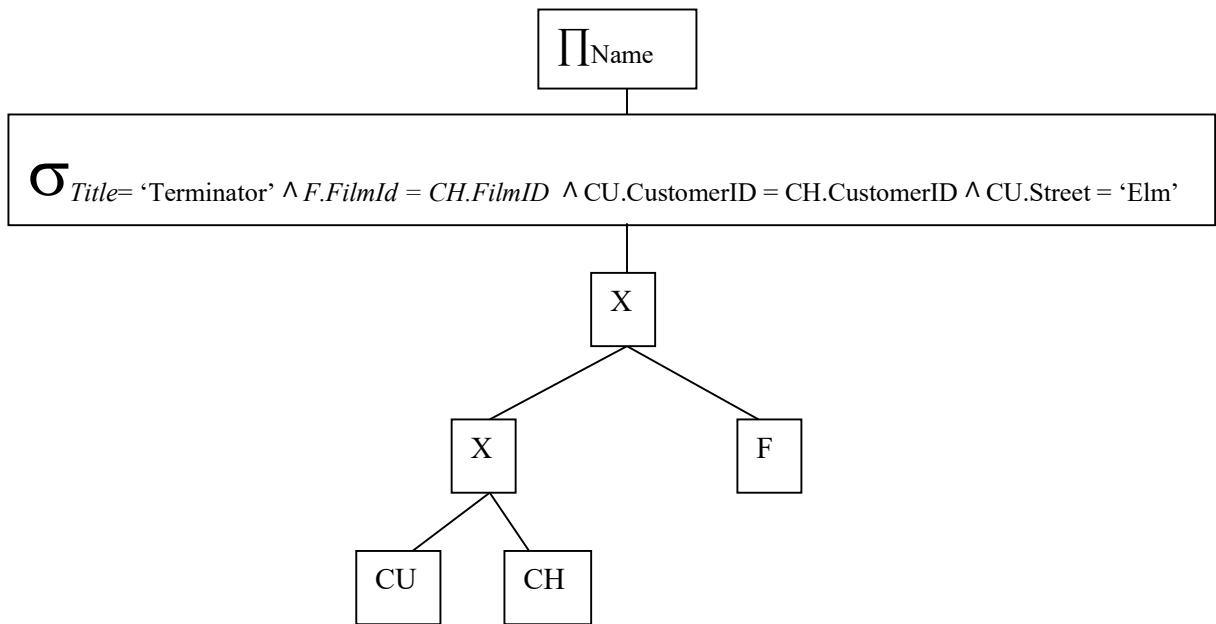 ∏Name
σTitle= ‘Terminator’ ^ F.FilmId = CH.FilmID ^ CU.CustomerID = CH.CustomerID ^ CU.Street = ‘Elm’
X
X
F
CU
CH